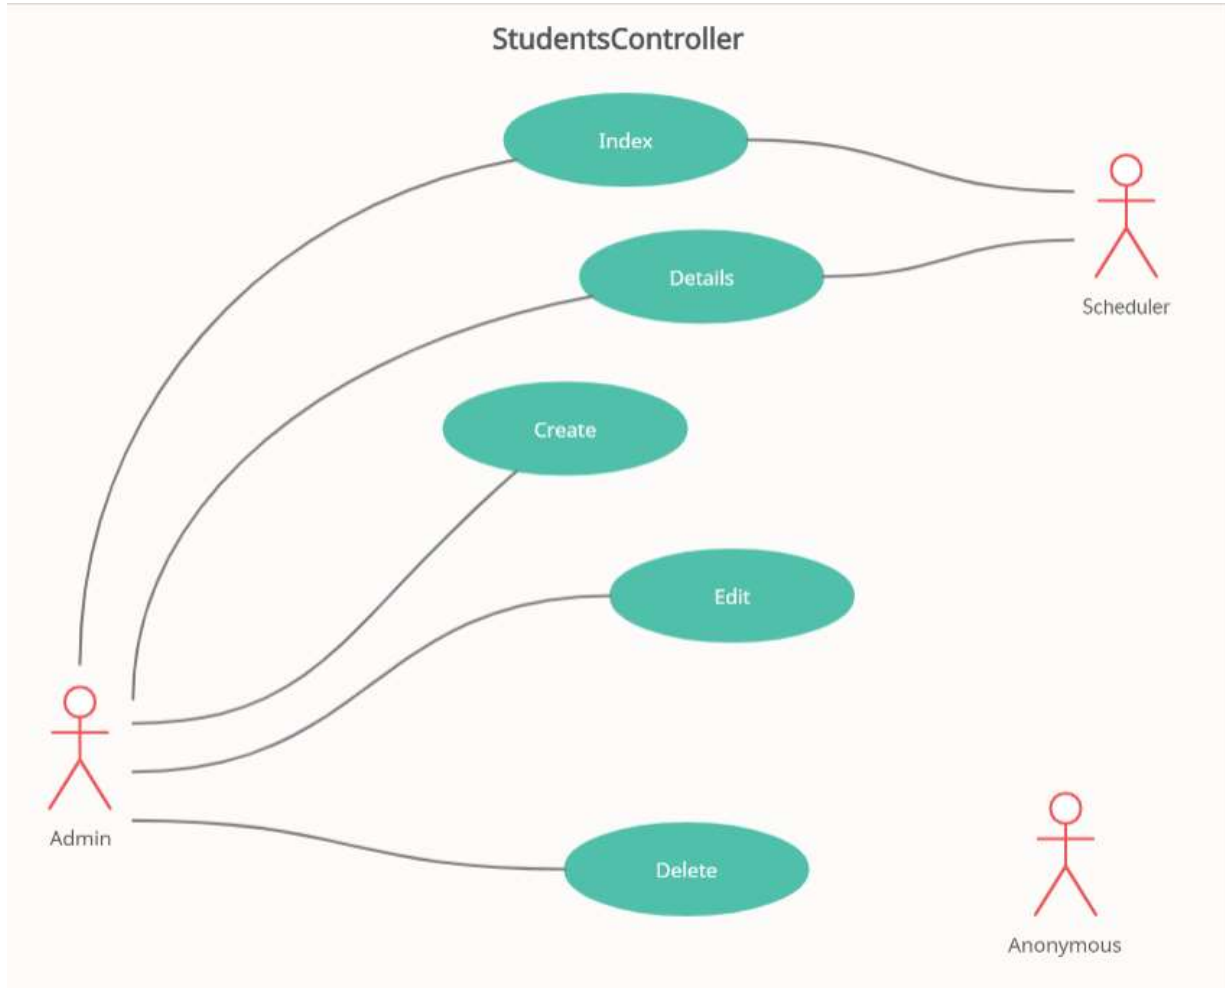 StudentsController
Index
Details
Scheduler
Create
Edit
Admin
Delete
Anonymous